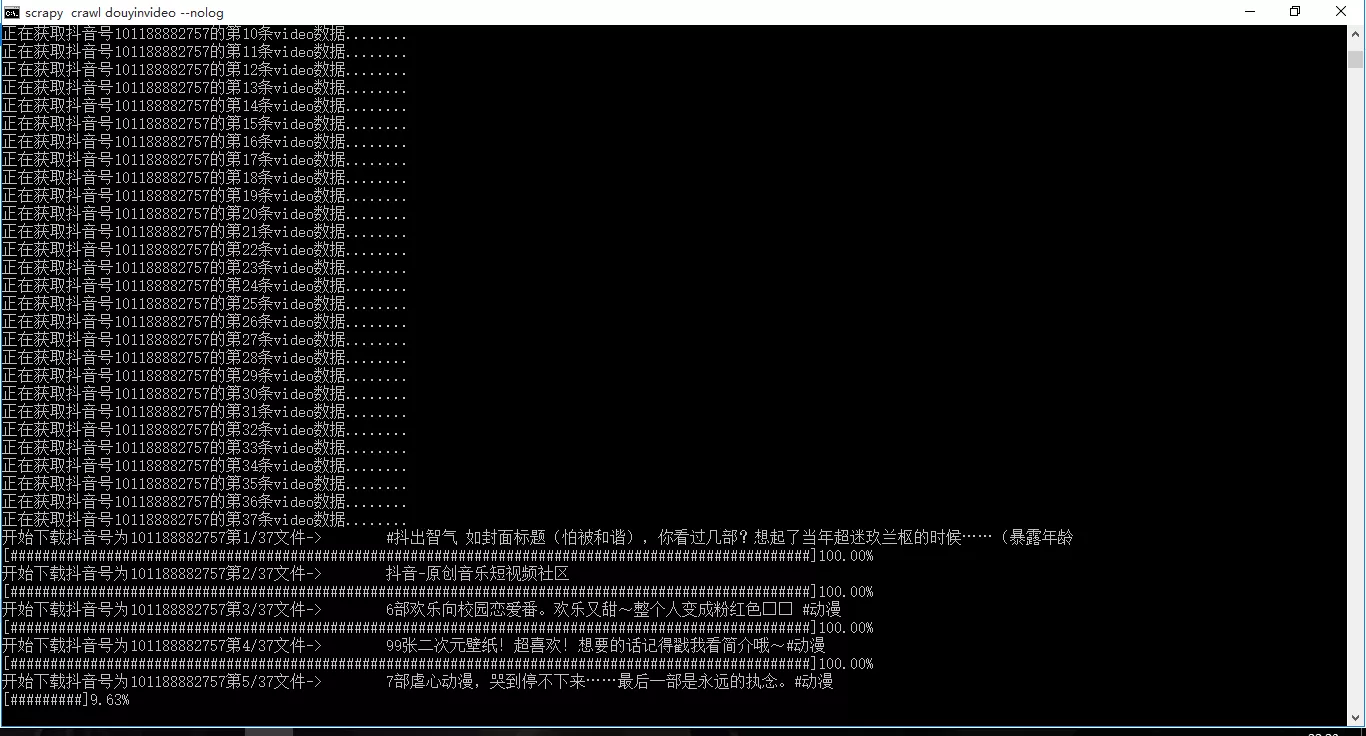 scrapy crawl douyinvideo --nolog
正在获取抖音号101188882757的第10条video数据........
正在获取抖音号101188882757的第11条video数据........
正在获取抖音号101188882757的第12条video数据........
正在获取抖音号101188882757的第13条video数据........
正在获取抖音号101188882757的第14条video数据........
正在获取抖音号101188882757的第15条video数据........
正在获取抖音号101188882757的第16条video数据........
正在获取抖音号101188882757的第17条video数据........
正在获取抖音号101188882757的第18条video数据........
正在获取抖音号101188882757的第19条video数据........
正在获取抖音号101188882757的第20条video数据........
正在获取抖音号101188882757的第21条video数据........
正在获取抖音号101188882757的第22条video数据........
正在获取抖音号101188882757的第23条video数据........
正在获取抖音号101188882757的第24条video数据........
正在获取抖音号101188882757的第25条video数据........
正在获取抖音号101188882757的第26条video数据........
正在获取抖音号101188882757的第27条video数据........
正在获取抖音号101188882757的第28条video数据........
正在获取抖音号101188882757的第29条video数据........
正在获取抖音号101188882757的第30条video数据........
正在获取抖音号101188882757的第31条video数据........
正在获取抖音号101188882757的第32条video数据........
正在获取抖音号101188882757的第33条video数据........
正在获取抖音号101188882757的第34条video数据........
正在获取抖音号101188882757的第35条video数据........
正在获取抖音号101188882757的第36条video数据........
正在获取抖音号101188882757的第37条video数据........
开始下载抖音号为101188882757第1/37文件-> #抖出智气 如封面标题（怕被和谐），你看过几部？想起了当年超迷玖兰枢的时候……（暴露年龄
[####################################################################################################]100.00%
开始下载抖音号为101188882757第2/37文件-> 抖音-原创音乐短视频社区
[####################################################################################################]100.00%
开始下载抖音号为101188882757第3/37文件-> 6部欢乐向校园恋爱番。欢乐又甜～整个人变成粉红色□□ #动漫
[####################################################################################################]100.00%
开始下载抖音号为101188882757第4/37文件-> 99张二次元壁纸！超喜欢！想要的话记得戳我看简介哦～#动漫
[####################################################################################################]100.00%
开始下载抖音号为101188882757第5/37文件-> 7部虐心动漫，哭到停不下来……最后一部是永远的执念。#动漫
[#########]9.63%